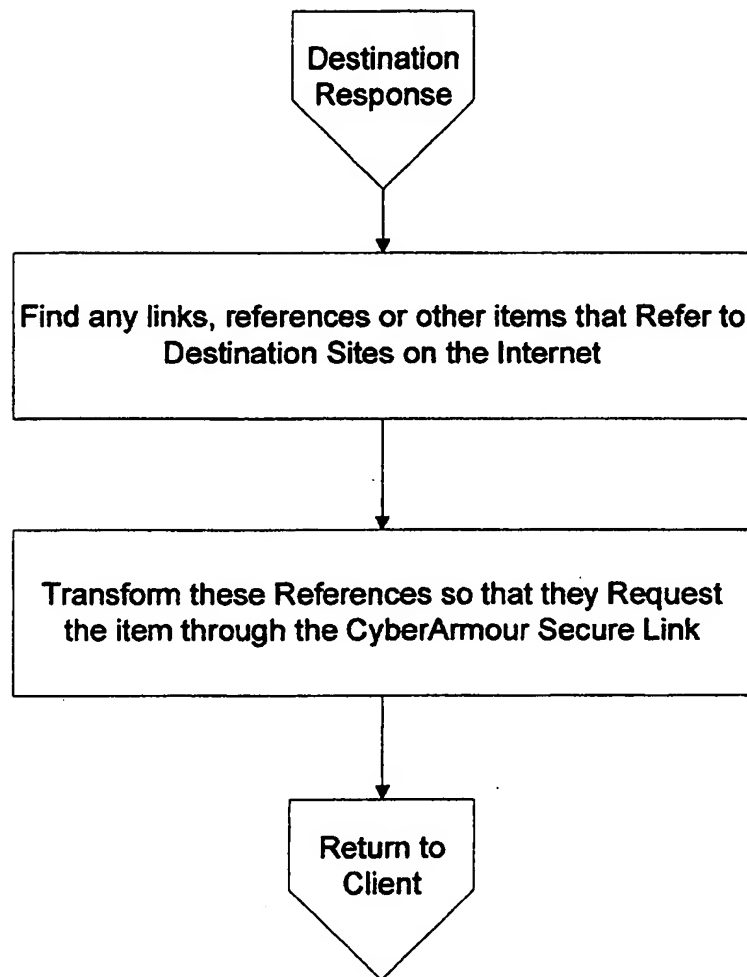 Destination
Response
Find any links, references or other items that Refer to
Destination Sites on the Internet
Transform these References so that they Request
the item through the CyberArmour Secure Link
Return to
Client